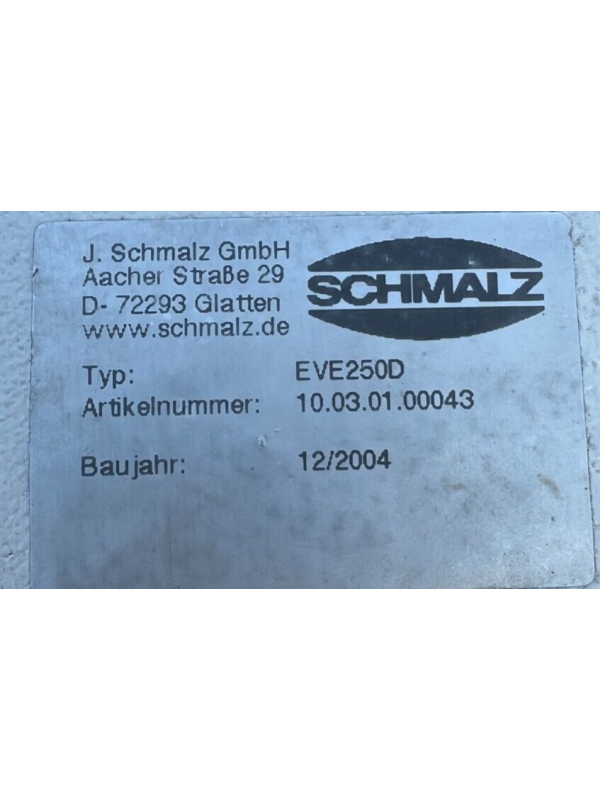 J. Schmalz GmbH
Aacher Straße 29
D- 72293 Glatten
www.schmalz.de
SCHMALZ
Typ: EVE250D
Artikelnummer: 10.03.01.00043
Baujahr: 12/2004